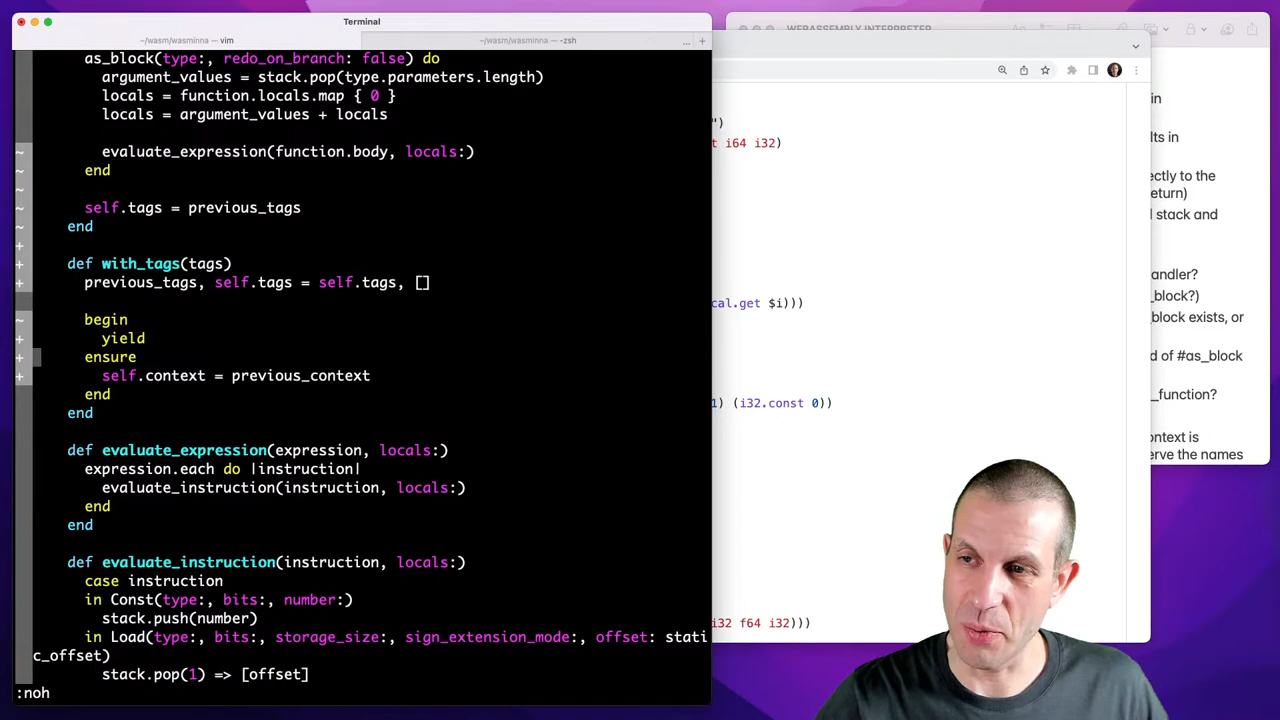 Terminal
~/wasm/wasminna — vim
~/wasm/wasminna — -zsh
... +
as_block(type:, redo_on_branch: false) do
argument_values = stack.pop(type.parameters.length)
locals = function.locals.map { 0 }
locals = argument_values + locals
~ evaluate_expression(function.body, locals:)
~ end
~
~ self.tags = previous_tags
~ end
+
+ def with_tags(tags)
+ previous_tags, self.tags = self.tags, []
~ begin
+ yield
+ ensure
+ self.context = previous_context
end
end
def evaluate_expression(expression, locals:)
expression.each do |instruction|
evaluate_instruction(instruction, locals:)
end
end
def evaluate_instruction(instruction, locals:)
case instruction
in Const(type:, bits:, number:)
stack.push(number)
in Load(type:, bits:, storage_size:, sign_extension_mode:, offset: stati
c_offset)
stack.pop(1) => [offset]
:noh
WEBASSEMBLY INTERPRETER
")
t i64 i32)
cal.get $i)))
1) (i32.const 0))
i32 f64 i32)))
in
lts in
ectly to the
return)
d stack and
andler?
_block?)
_block exists, or
d of #as_block
_function?
ontext is
serve the names